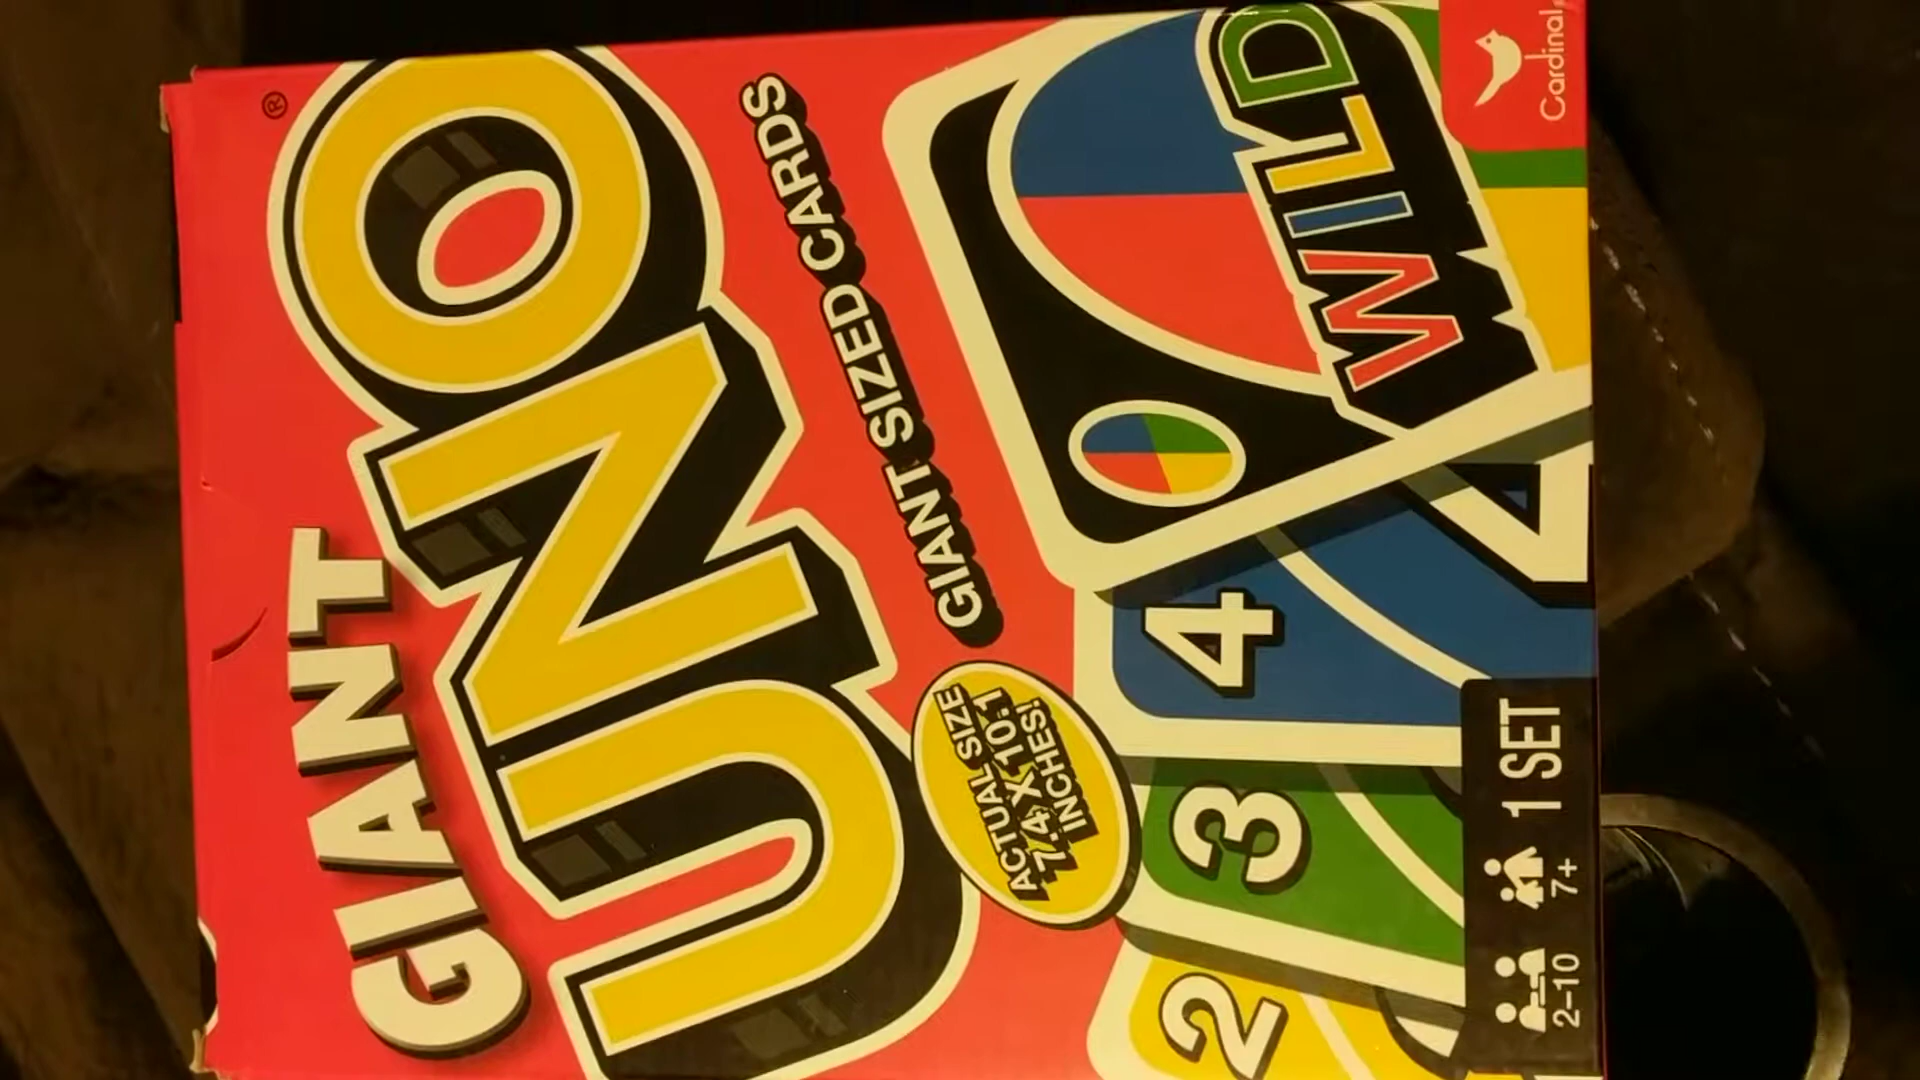 GIANT
UNO®
GIANT SIZED CARDS
ACTUAL SIZE
7.4 X 10.1
INCHES!
WILD
4
3
2
2-10
7+
1 SET
Cardinal